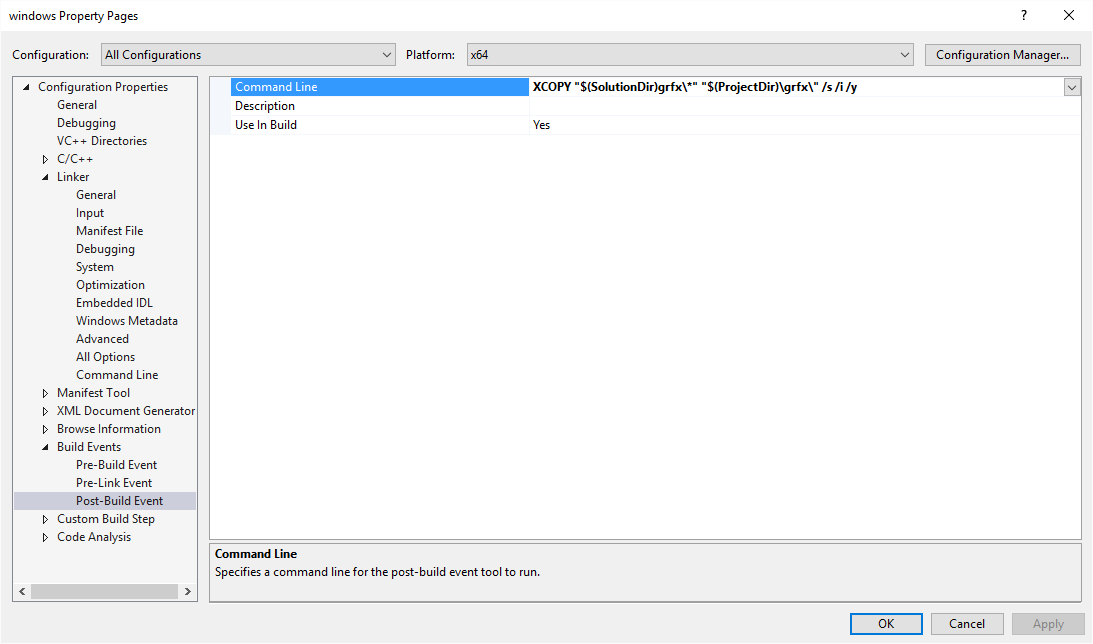 windows Property Pages
?
Configuration: All Configurations Platform: x64 Configuration Manager...
Configuration Properties
General
Debugging
VC++ Directories
C/C++
Linker
General
Input
Manifest File
Debugging
System
Optimization
Embedded IDL
Windows Metadata
Advanced
All Options
Command Line
Manifest Tool
XML Document Generator
Browse Information
Build Events
Pre-Build Event
Pre-Link Event
Post-Build Event
Custom Build Step
Code Analysis
Command Line XCOPY "$(SolutionDir)grfx\*" "$(ProjectDir)\grfx\" /s /i /y
Description
Use In Build Yes
Command Line
Specifies a command line for the post-build event tool to run.
OK Cancel Apply